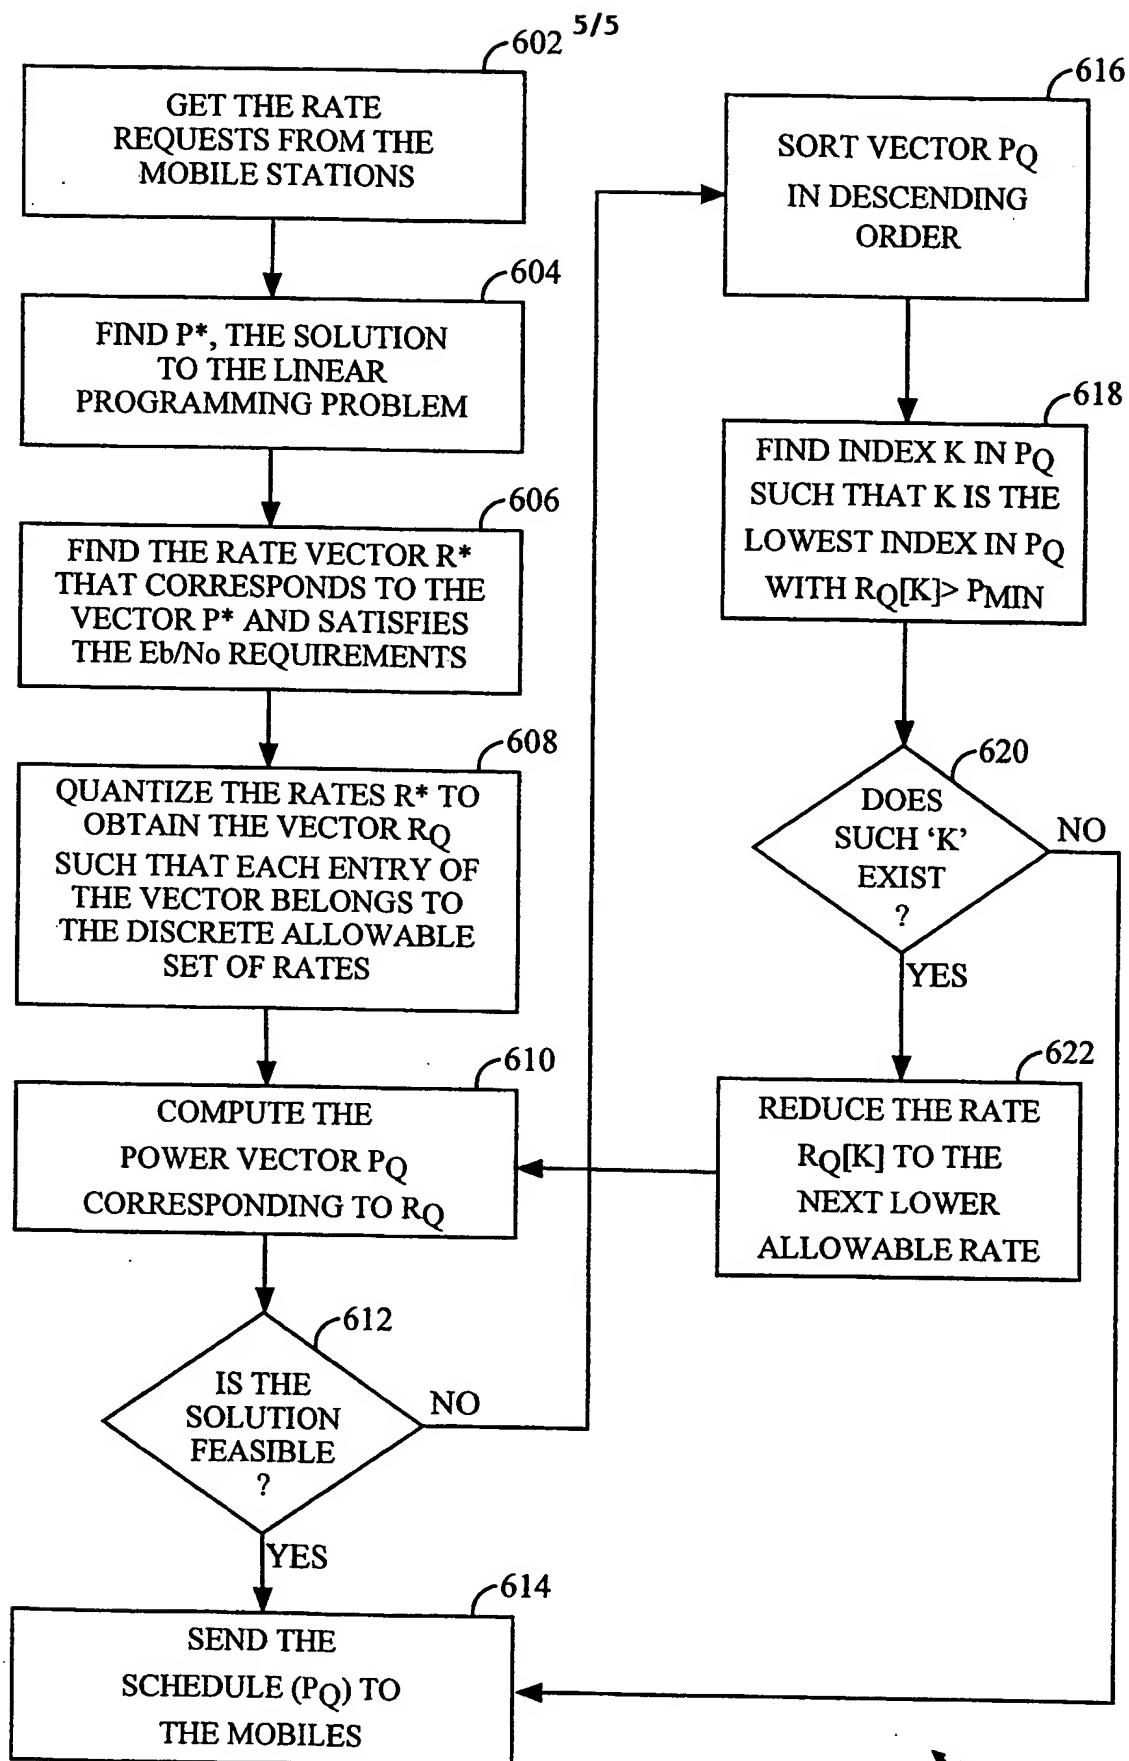 5/5
602
GET THE RATE
REQUESTS FROM THE
MOBILE STATIONS
604
FIND P*, THE SOLUTION
TO THE LINEAR
PROGRAMMING PROBLEM
606
FIND THE RATE VECTOR R*
THAT CORRESPONDS TO THE
VECTOR P* AND SATISFIES
THE Eb/No REQUIREMENTS
608
QUANTIZE THE RATES R* TO
OBTAIN THE VECTOR RQ
SUCH THAT EACH ENTRY OF
THE VECTOR BELONGS TO
THE DISCRETE ALLOWABLE
SET OF RATES
610
COMPUTE THE
POWER VECTOR PQ
CORRESPONDING TO RQ
612
IS THE
SOLUTION
FEASIBLE
?
NO
YES
614
SEND THE
SCHEDULE (PQ) TO
THE MOBILES
616
SORT VECTOR PQ
IN DESCENDING
ORDER
618
FIND INDEX K IN PQ
SUCH THAT K IS THE
LOWEST INDEX IN PQ
WITH RQ[K]> PMIN
620
DOES
SUCH ‘K’
EXIST
?
NO
YES
622
REDUCE THE RATE
RQ[K] TO THE
NEXT LOWER
ALLOWABLE RATE